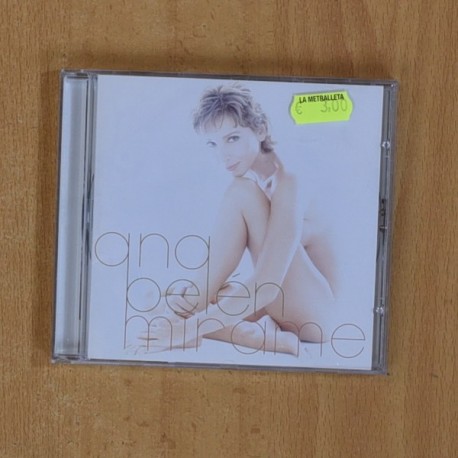 LA METRALLETA
€ 3.00
ana
belén
mírame